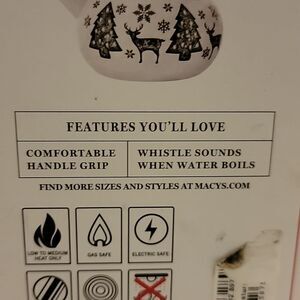 FEATURES YOU'LL LOVE
COMFORTABLE
HANDLE GRIP
WHISTLE SOUNDS
WHEN WATER BOILS
FIND MORE SIZES AND STYLES AT MACYS.COM
LOW TO MEDIUM
HEAT ONLY
GAS SAFE
ELECTRIC SAFE